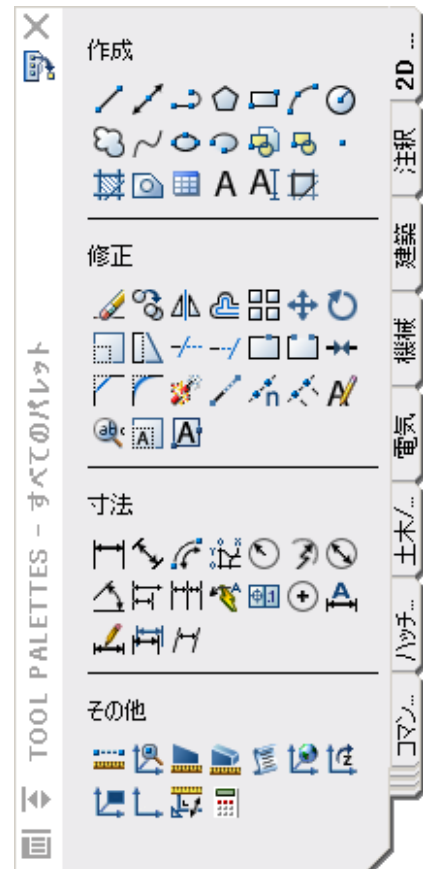 作成
修正
寸法
その他
TOOL PALETTES - すべてのパレット
2D ...
注釈
建築
機械
電気
土木/...
ハッチ...
コマン...